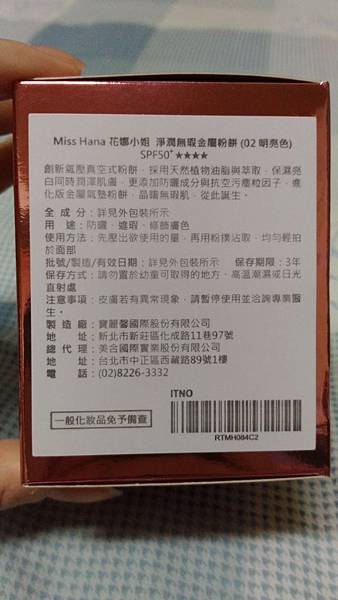 Miss Hana 花娜小姐 淨潤無瑕金屬粉餅 (02 明亮色)
SPF50+★★★★
創新氣壓真空式粉餅，採用天然植物油脂與萃取，保濕亮
白同時潤澤肌膚，更添加防曬成分與抗空污塵粒因子，進
化版金屬氣墊粉餅，晶礦無瑕肌，從此誕生。
全 成 分：詳見外包裝所示
用 途：防曬、遮瑕、修飾膚色
使用方法：先壓出欲使用的量，再用粉撲沾取，均勻輕拍
於面部
批號/製造/有效日期：詳見外包裝所示 保存期限：3年
保存方式：請勿置於幼童可取得的地方、高溫潮濕或日光
直射處
注意事項：皮膚若有異常現象，請暫停使用並洽詢專業醫
生。
製 造 廠：寶麗馨國際股份有限公司
地 址：新北市新莊區化成路11巷97號
總 代 理：美合國際實業股份有限公司
地 址：台北市中正區西藏路89號1樓
電 話：(02)8226-3332
ITNO
一般化妝品免予備查
RTMH084C2